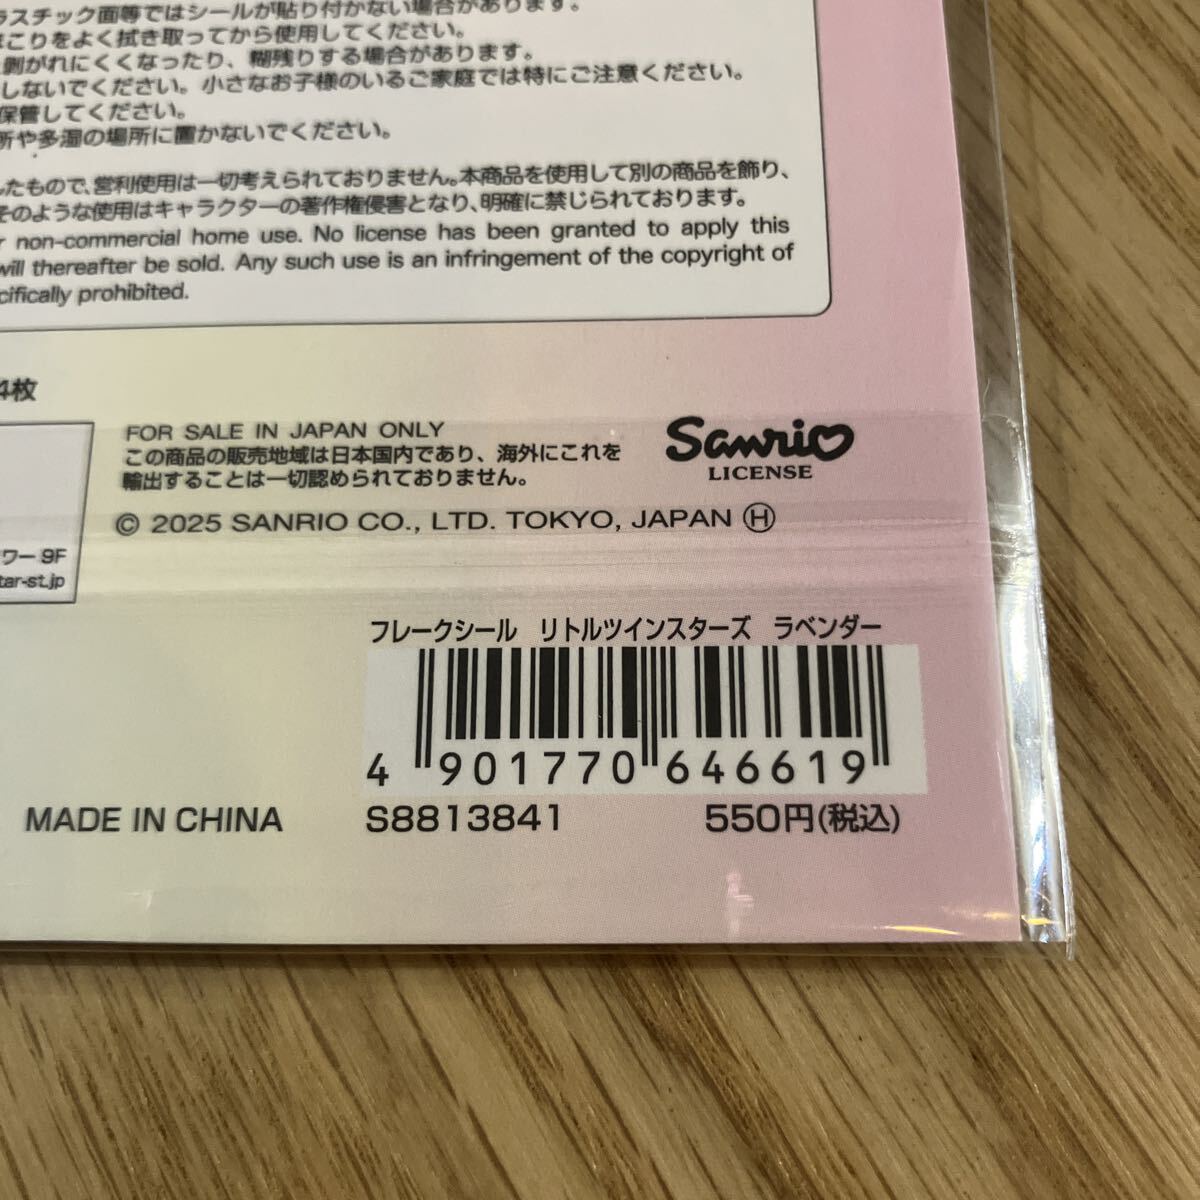 ラスチック面等ではシールが貼り付かない場合があります。
ほこりをよく拭き取ってから使用してください。
剝がれにくくなったり、糊残りする場合があります。
しないでください。小さなお子様のいるご家庭では特にご注意ください。
保管してください。
所や多湿の場所に置かないでください。
したもので、営利使用は一切考えられておりません。本商品を使用して別の商品を飾り、
そのような使用はキャラクターの著作権侵害となり、明確に禁じられております。
r non-commercial home use. No license has been granted to apply this
will thereafter be sold. Any such use is an infringement of the copyright of
cifically prohibited.
4枚
FOR SALE IN JAPAN ONLY
この商品の販売地域は日本国内であり、海外にこれを
輸出することは一切認められておりません。
Sanrio
LICENSE
© 2025 SANRIO CO., LTD. TOKYO, JAPAN Ⓗ
ワー 9F
tar-st.jp
フレークシール リトルツインスターズ ラベンダー
4 901770 646619
MADE IN CHINA
S8813841
550円(税込)